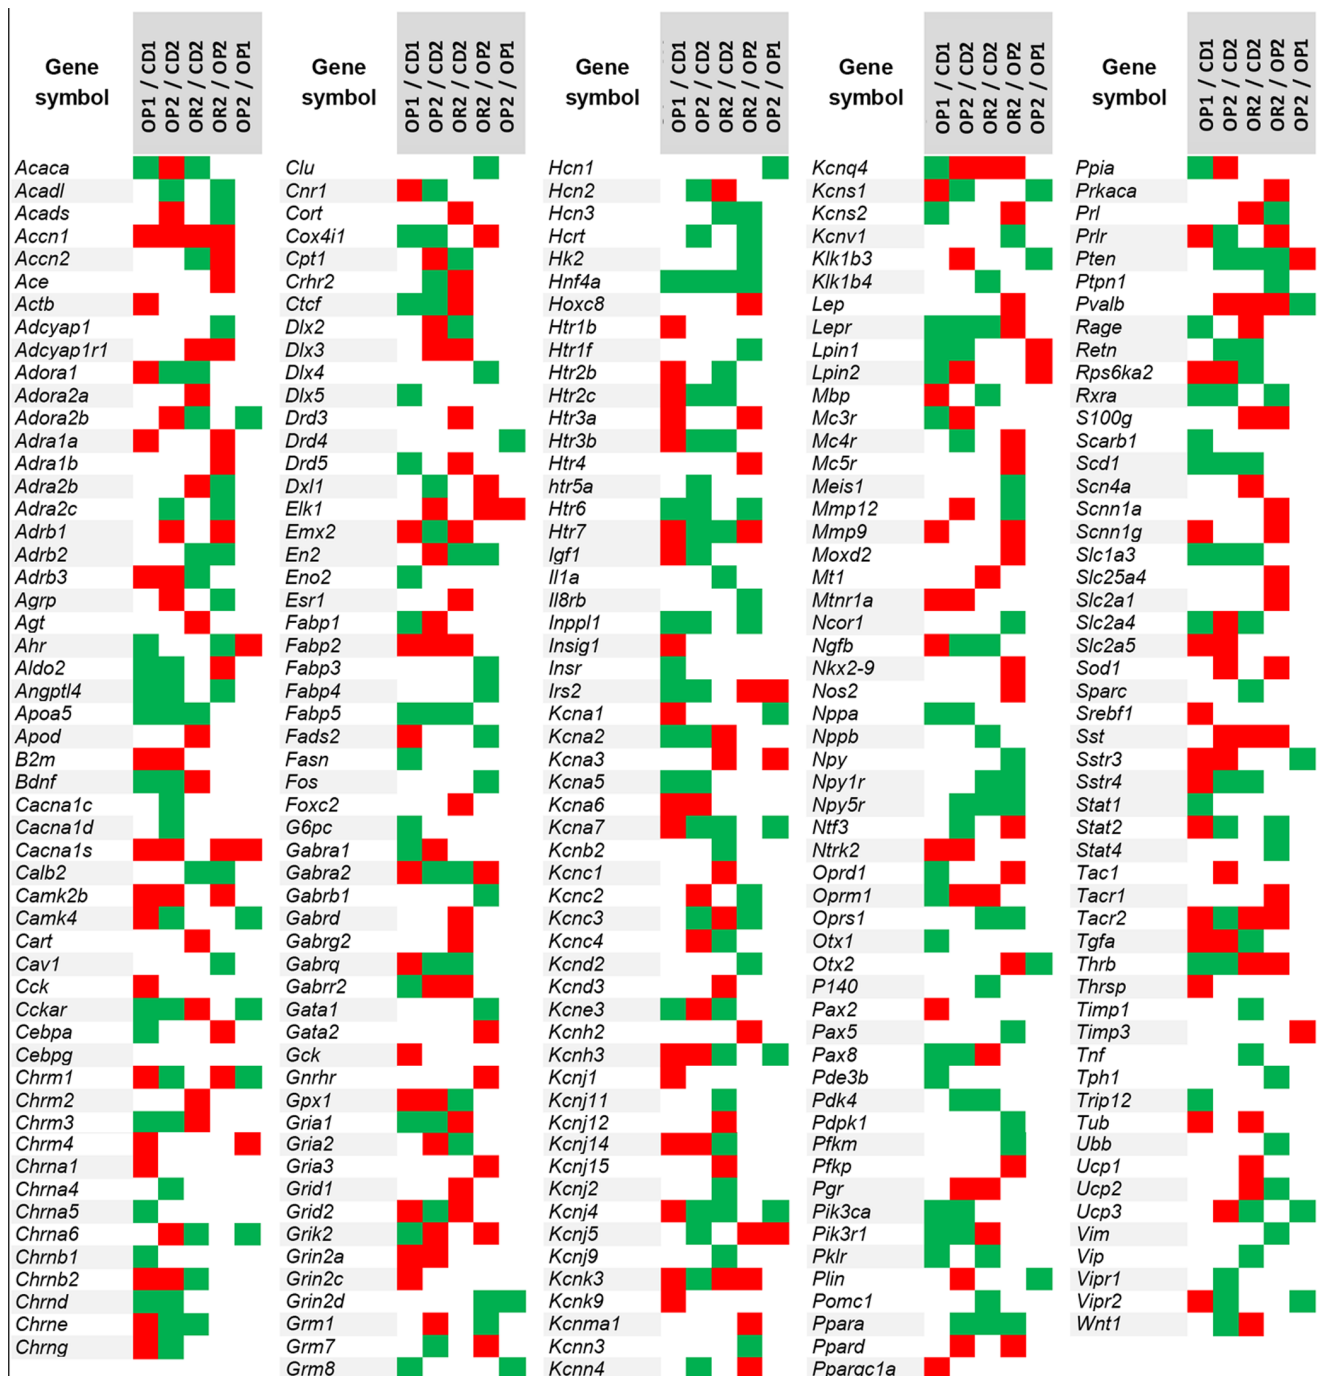 Gene
symbol
OP1 / CD1
OP2 / CD2
OR2 / CD2
OR2 / OP2
OP2 / OP1
Acaca
Acadl
Acads
Accn1
Accn2
Ace
Actb
Adcyap1
Adcyap1r1
Adora1
Adora2a
Adora2b
Adra1a
Adra1b
Adra2b
Adra2c
Adrb1
Adrb2
Adrb3
Agrp
Agt
Ahr
Aldo2
Angptl4
Apoa5
Apod
B2m
Bdnf
Cacna1c
Cacna1d
Cacna1s
Calb2
Camk2b
Camk4
Cart
Cav1
Cck
Cckar
Cebpa
Cebpg
Chrm1
Chrm2
Chrm3
Chrm4
Chrna1
Chrna4
Chrna5
Chrna6
Chrnb1
Chrnb2
Chrnd
Chrne
Chrng
Gene
symbol
OP1 / CD1
OP2 / CD2
OR2 / CD2
OR2 / OP2
OP2 / OP1
Clu
Cnr1
Cort
Cox4i1
Cpt1
Crhr2
Ctcf
Dlx2
Dlx3
Dlx4
Dlx5
Drd3
Drd4
Drd5
Dxl1
Elk1
Emx2
En2
Eno2
Esr1
Fabp1
Fabp2
Fabp3
Fabp4
Fabp5
Fads2
Fasn
Fos
Foxc2
G6pc
Gabra1
Gabra2
Gabrb1
Gabrd
Gabrg2
Gabrq
Gabrr2
Gata1
Gata2
Gck
Gnrhr
Gpx1
Gria1
Gria2
Gria3
Grid1
Grid2
Grik2
Grin2a
Grin2c
Grin2d
Grm1
Grm7
Grm8
Gene
symbol
OP1 / CD1
OP2 / CD2
OR2 / CD2
OR2 / OP2
OP2 / OP1
Hcn1
Hcn2
Hcn3
Hcrt
Hk2
Hnf4a
Hoxc8
Htr1b
Htr1f
Htr2b
Htr2c
Htr3a
Htr3b
Htr4
htr5a
Htr6
Htr7
Igf1
Il1a
Il8rb
Inppl1
Insig1
Insr
Irs2
Kcna1
Kcna2
Kcna3
Kcna5
Kcna6
Kcna7
Kcnb2
Kcnc1
Kcnc2
Kcnc3
Kcnc4
Kcnd2
Kcnd3
Kcne3
Kcnh2
Kcnh3
Kcnj1
Kcnj11
Kcnj12
Kcnj14
Kcnj15
Kcnj2
Kcnj4
Kcnj5
Kcnj9
Kcnk3
Kcnk9
Kcnma1
Kcnn3
Kcnn4
Gene
symbol
OP1 / CD1
OP2 / CD2
OR2 / CD2
OR2 / OP2
OP2 / OP1
Kcnq4
Kcns1
Kcns2
Kcnv1
Klk1b3
Klk1b4
Lep
Lepr
Lpin1
Lpin2
Mbp
Mc3r
Mc4r
Mc5r
Meis1
Mmp12
Mmp9
Moxd2
Mt1
Mtnr1a
Ncor1
Ngfb
Nkx2-9
Nos2
Nppa
Nppb
Npy
Npy1r
Npy5r
Ntf3
Ntrk2
Oprd1
Oprm1
Oprs1
Otx1
Otx2
P140
Pax2
Pax5
Pax8
Pde3b
Pdk4
Pdpk1
Pfkm
Pfkp
Pgr
Pik3ca
Pik3r1
Pklr
Plin
Pomc1
Ppara
Ppard
Ppargc1a
Gene
symbol
OP1 / CD1
OP2 / CD2
OR2 / CD2
OR2 / OP2
OP2 / OP1
Ppia
Prkaca
Prl
Prlr
Pten
Ptpn1
Pvalb
Rage
Retn
Rps6ka2
Rxra
S100g
Scarb1
Scd1
Scn4a
Scnn1a
Scnn1g
Slc1a3
Slc25a4
Slc2a1
Slc2a4
Slc2a5
Sod1
Sparc
Srebf1
Sst
Sstr3
Sstr4
Stat1
Stat2
Stat4
Tac1
Tacr1
Tacr2
Tgfa
Thrb
Thrsp
Timp1
Timp3
Tnf
Tph1
Trip12
Tub
Ubb
Ucp1
Ucp2
Ucp3
Vim
Vip
Vipr1
Vipr2
Wnt1